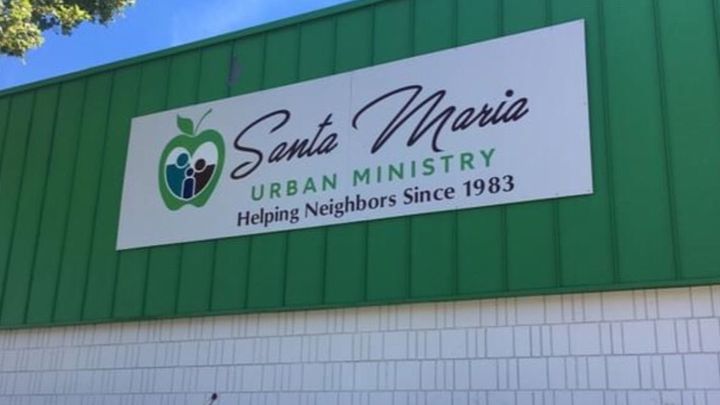 Santa Maria
URBAN MINISTRY
Helping Neighbors Since 1983